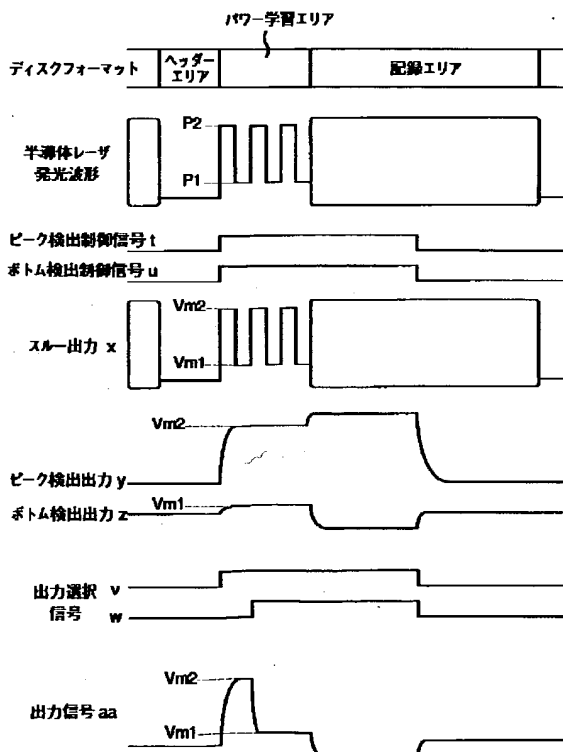 パワー学習エリア
ディスクフォーマット
ヘッダー
エリア
記録エリア
P2
半導体レーザ
発光波形
P1
ピーク検出制御信号 t
ボトム検出制御信号 u
Vm2
スルー出力 x
Vm1
Vm2
ピーク検出出力 y
Vm1
ボトム検出出力 z
出力選択
信号
v
w
Vm2
出力信号 aa
Vm1